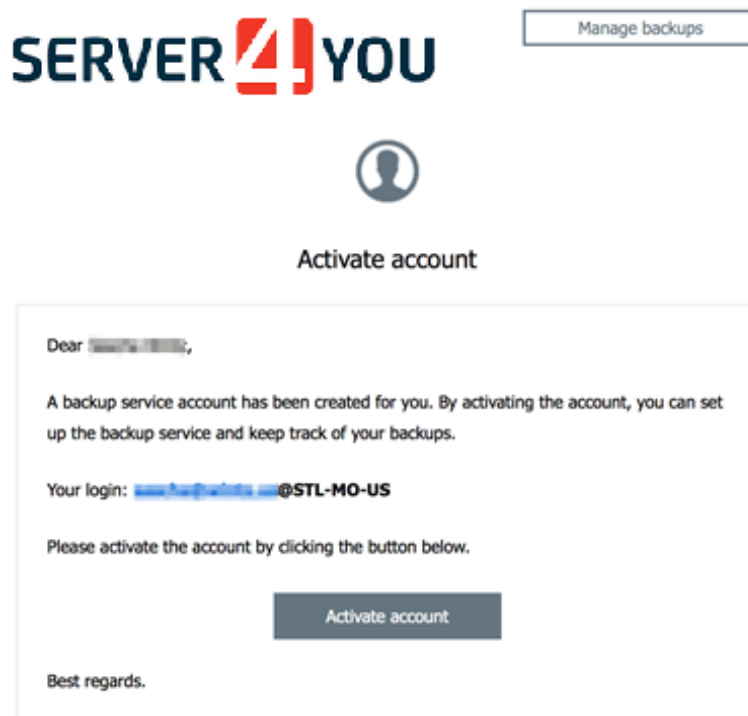 SERVER4YOU
Manage backups
Activate account
Dear ,
A backup service account has been created for you. By activating the account, you can set
up the backup service and keep track of your backups.
Your login: @STL-MO-US
Please activate the account by clicking the button below.
Activate account
Best regards.